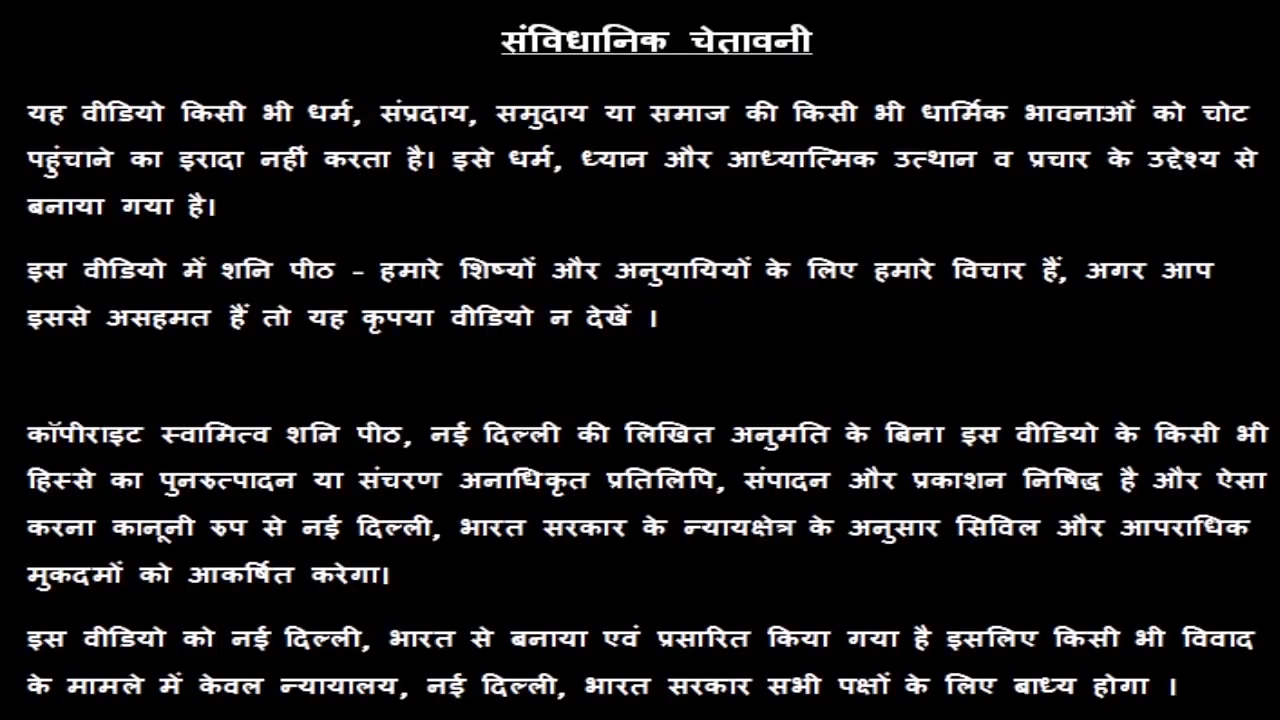 संविधानिक चेतावनी
यह वीडियो किसी भी धर्म, संप्रदाय, समुदाय या समाज की किसी भी धार्मिक भावनाओं को चोट
पहुंचाने का इरादा नहीं करता है। इसे धर्म, ध्यान और आध्यात्मिक उत्थान व प्रचार के उद्देश्य से
बनाया गया है।
इस वीडियो में शनि पीठ – हमारे शिष्यों और अनुयायियों के लिए हमारे विचार हैं, अगर आप
इससे असहमत हैं तो यह कृपया वीडियो न देखें ।
कॉपीराइट स्वामित्व शनि पीठ, नई दिल्ली की लिखित अनुमति के बिना इस वीडियो के किसी भी
हिस्से का पुनरुत्पादन या संचरण अनाधिकृत प्रतिलिपि, संपादन और प्रकाशन निषिद्ध है और ऐसा
करना कानूनी रुप से नई दिल्ली, भारत सरकार के न्यायक्षेत्र के अनुसार सिविल और आपराधिक
मुकदमों को आकर्षित करेगा।
इस वीडियो को नई दिल्ली, भारत से बनाया एवं प्रसारित किया गया है इसलिए किसी भी विवाद
के मामले में केवल न्यायालय, नई दिल्ली, भारत सरकार सभी पक्षों के लिए बाध्य होगा ।